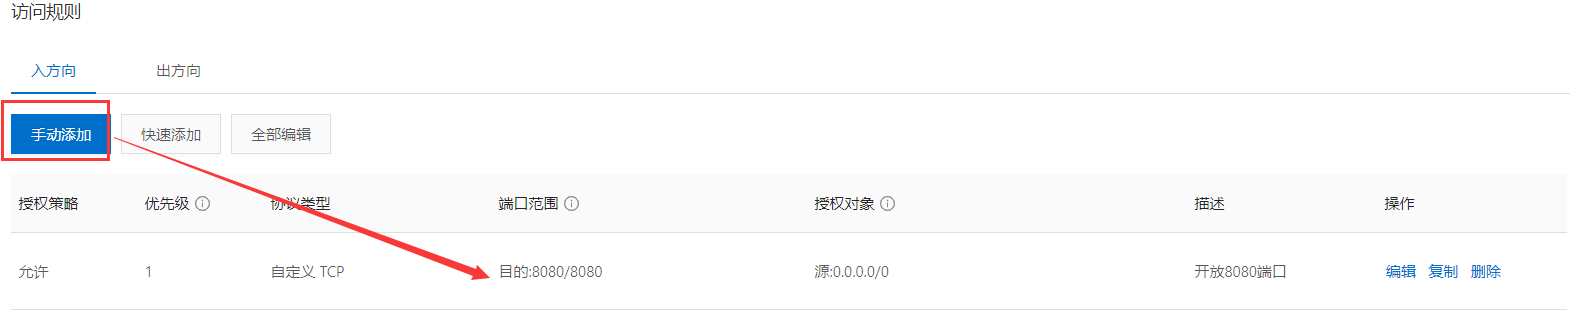 访问规则
入方向 出方向
手动添加 快速添加 全部编辑
授权策略 优先级 协议类型 端口范围 授权对象 描述 操作
允许 1 自定义 TCP 目的:8080/8080 源:0.0.0.0/0 开放8080端口 编辑 复制 删除